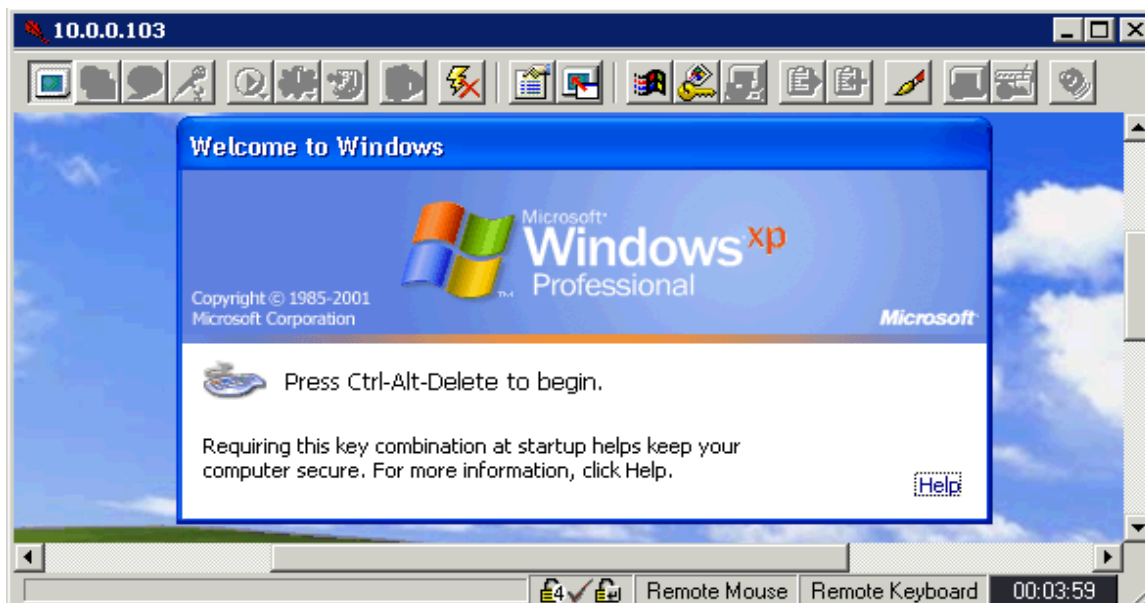 10.0.0.103
Welcome to Windows
Microsoft
Windows xp
Professional
Copyright © 1985-2001
Microsoft Corporation
Microsoft
Press Ctrl-Alt-Delete to begin.
Requiring this key combination at startup helps keep your
computer secure. For more information, click Help.
Help
4 Remote Mouse Remote Keyboard 00:03:59